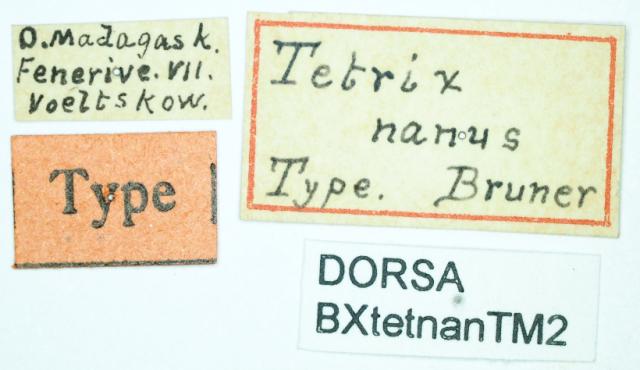 O. Madagask.
Fenerive. VII.
Voeltskow.
Type
Tetrix
nanus
Type. Bruner
DORSA
BXtetnanTM2